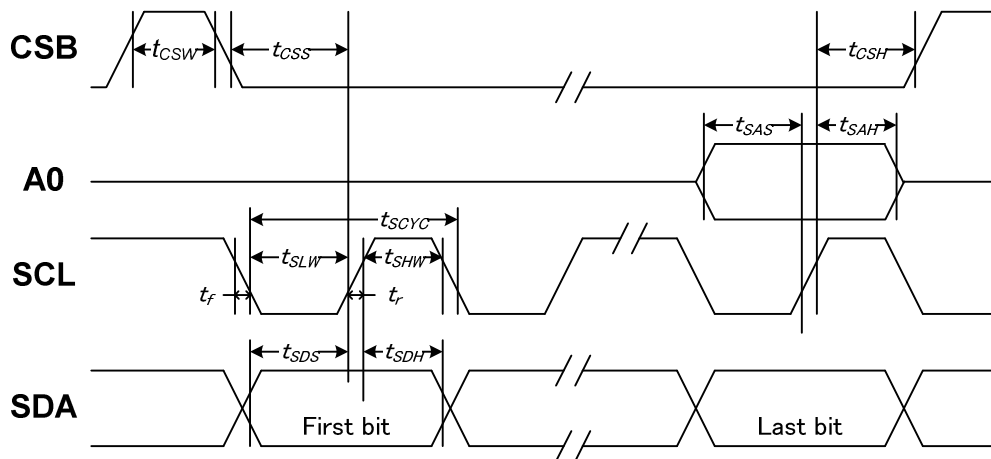 CSB
tCSW
tCSS
tCSH
A0
tSAS
tSAH
tSCYC
SCL
tSLW
tSHW
tf
tr
SDA
tSDS
tSDH
First bit
Last bit